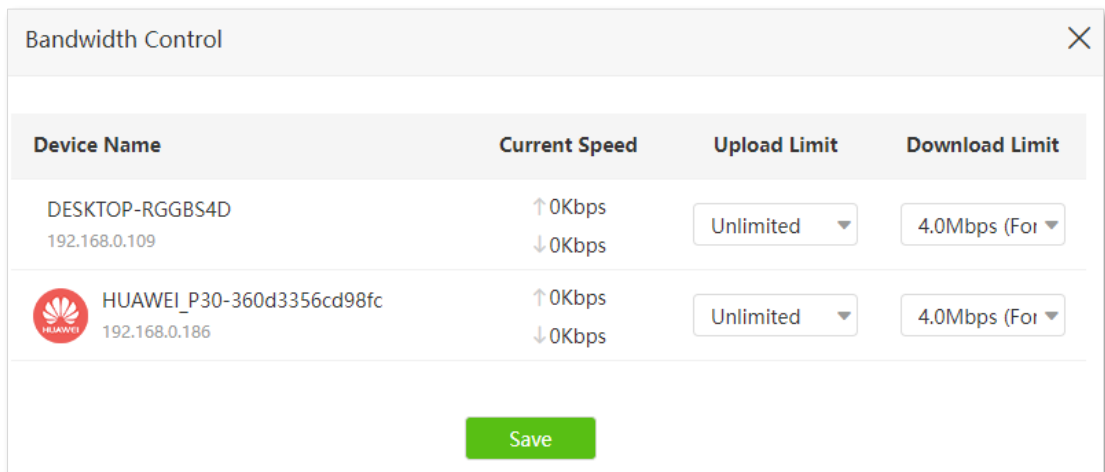 Bandwidth Control
Device Name Current Speed Upload Limit Download Limit
DESKTOP-RGGBS4D
192.168.0.109
↑0Kbps
↓0Kbps
Unlimited
4.0Mbps (For
HUAWEI
HUAWEI_P30-360d3356cd98fc
192.168.0.186
↑0Kbps
↓0Kbps
Unlimited
4.0Mbps (For
Save